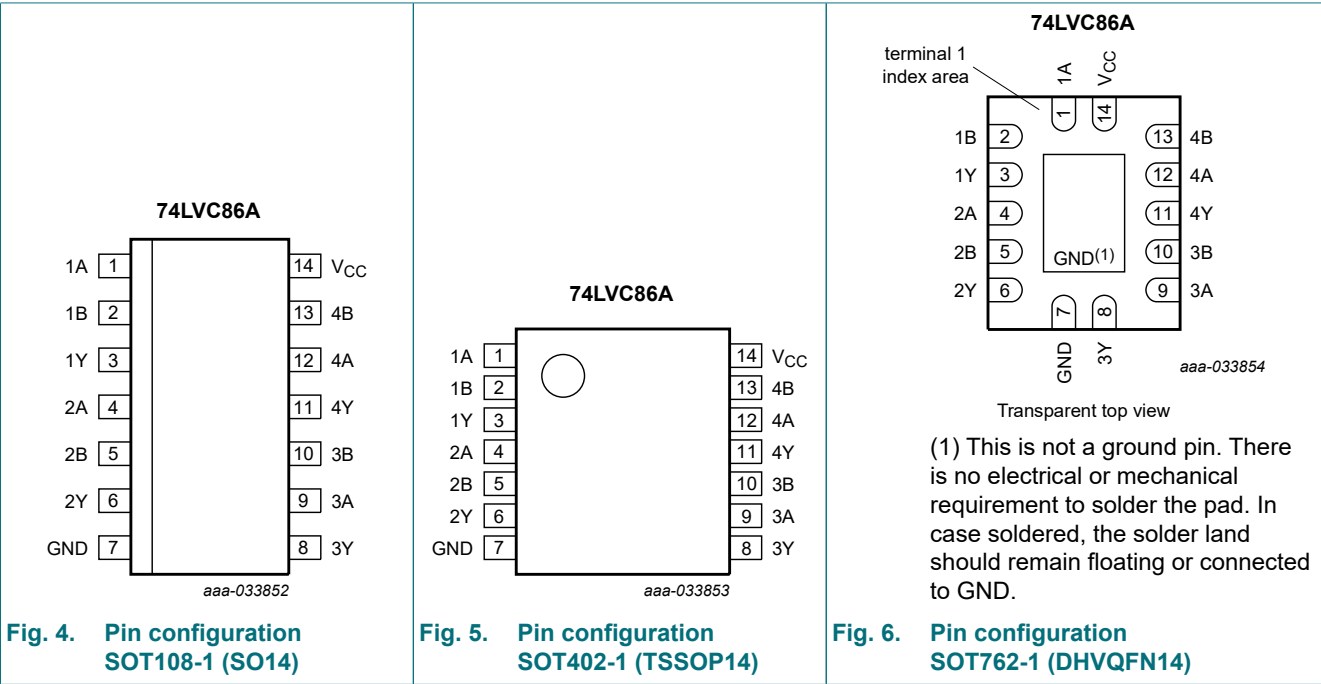 74LVC86A
1A 1 14 VCC
1B 2 13 4B
1Y 3 12 4A
2A 4 11 4Y
2B 5 10 3B
2Y 6 9 3A
GND 7 8 3Y
aaa-033852
Fig. 4. Pin configuration
SOT108-1 (SO14)
74LVC86A
1A 1 14 VCC
1B 2 13 4B
1Y 3 12 4A
2A 4 11 4Y
2B 5 10 3B
2Y 6 9 3A
GND 7 8 3Y
aaa-033853
Fig. 5. Pin configuration
SOT402-1 (TSSOP14)
74LVC86A
terminal 1
index area
1A VCC
1 14
1B 2 13 4B
1Y 3 12 4A
2A 4 11 4Y
2B 5 GND(1) 10 3B
2Y 6 9 3A
7 8
GND 3Y
aaa-033854
Transparent top view
(1) This is not a ground pin. There
is no electrical or mechanical
requirement to solder the pad. In
case soldered, the solder land
should remain floating or connected
to GND.
Fig. 6. Pin configuration
SOT762-1 (DHVQFN14)